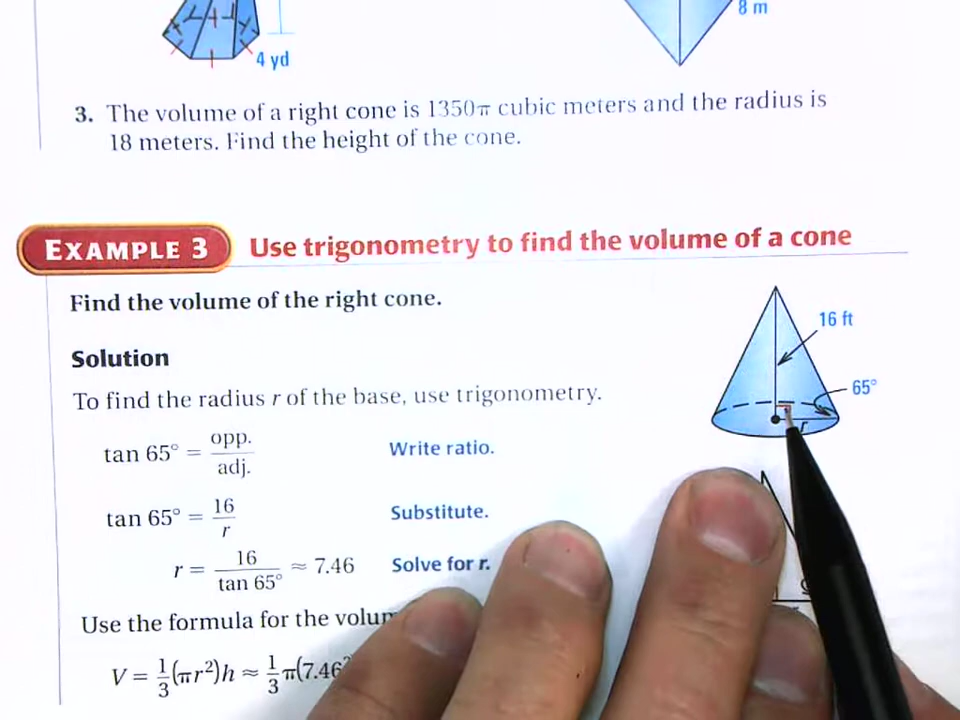 8 m
4 yd
3. The volume of a right cone is 1350π cubic meters and the radius is
18 meters. Find the height of the cone.
EXAMPLE 3 Use trigonometry to find the volume of a cone
Find the volume of the right cone.
16 ft
65°
r
Solution
To find the radius r of the base, use trigonometry.
tan 65° = opp./adj. Write ratio.
tan 65° = 16/r Substitute.
r = 16/tan 65° ≈ 7.46 Solve for r.
Use the formula for the
V = 1/3(πr²)h ≈ 1/3π(7.46²